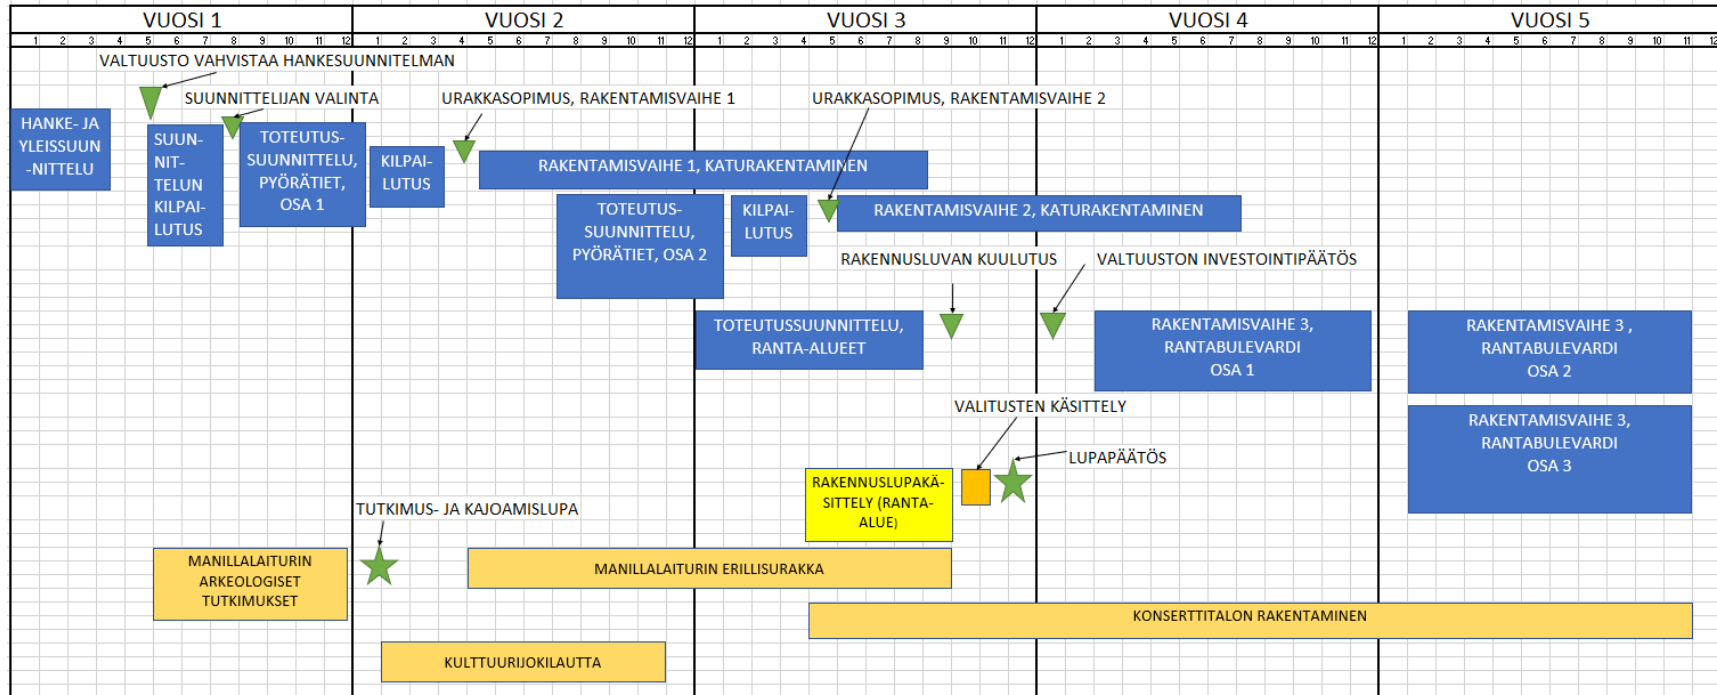 VUOSI 1 VUOSI 2 VUOSI 3 VUOSI 4 VUOSI 5
1 2 3 4 5 6 7 8 9 10 11 12 1 2 3 4 5 6 7 8 9 10 11 12 1 2 3 4 5 6 7 8 9 10 11 12 1 2 3 4 5 6 7 8 9 10 11 12 1 2 3 4 5 6 7 8 9 10 11 12
VALTUUSTO VAHVISTAA HANKESUUNNITELMAN
SUUNNITTELIJAN VALINTA
URAKKASOPIMUS, RAKENTAMISVAIHE 1
URAKKASOPIMUS, RAKENTAMISVAIHE 2
HANKE- JA
YLEISSUUN
-NITTELU
SUUN-
NIT-
TELUN
KILPAI-
LUTUS
TOTEUTUS-
SUUNNITTELU,
PYÖRÄTIET,
OSA 1
KILPAI-
LUTUS
RAKENTAMISVAIHE 1, KATURAKENTAMINEN
TOTEUTUS-
SUUNNITTELU,
PYÖRÄTIET, OSA 2
KILPAI-
LUTUS
RAKENTAMISVAIHE 2, KATURAKENTAMINEN
RAKENNUSLUVAN KUULUTUS
VALTUUSTON INVESTOINTIPÄÄTÖS
TOTEUTUSSUUNNITTELU,
RANTA-ALUEET
RAKENTAMISVAIHE 3,
RANTABULEVARDI
OSA 1
RAKENTAMISVAIHE 3 ,
RANTABULEVARDI
OSA 2
VALITUSTEN KÄSITTELY
RAKENTAMISVAIHE 3,
RANTABULEVARDI
OSA 3
LUPAPÄÄTÖS
RAKENNUSLUPAKÄ-
SITTELY (RANTA-
ALUE)
TUTKIMUS- JA KAJOAMISLUPA
MANILLALAITURIN
ARKEOLOGISET
TUTKIMUKSET
MANILLALAITURIN ERILLISURAKKA
KONSERTTITALON RAKENTAMINEN
KULTTUURIJOKILAUTTA